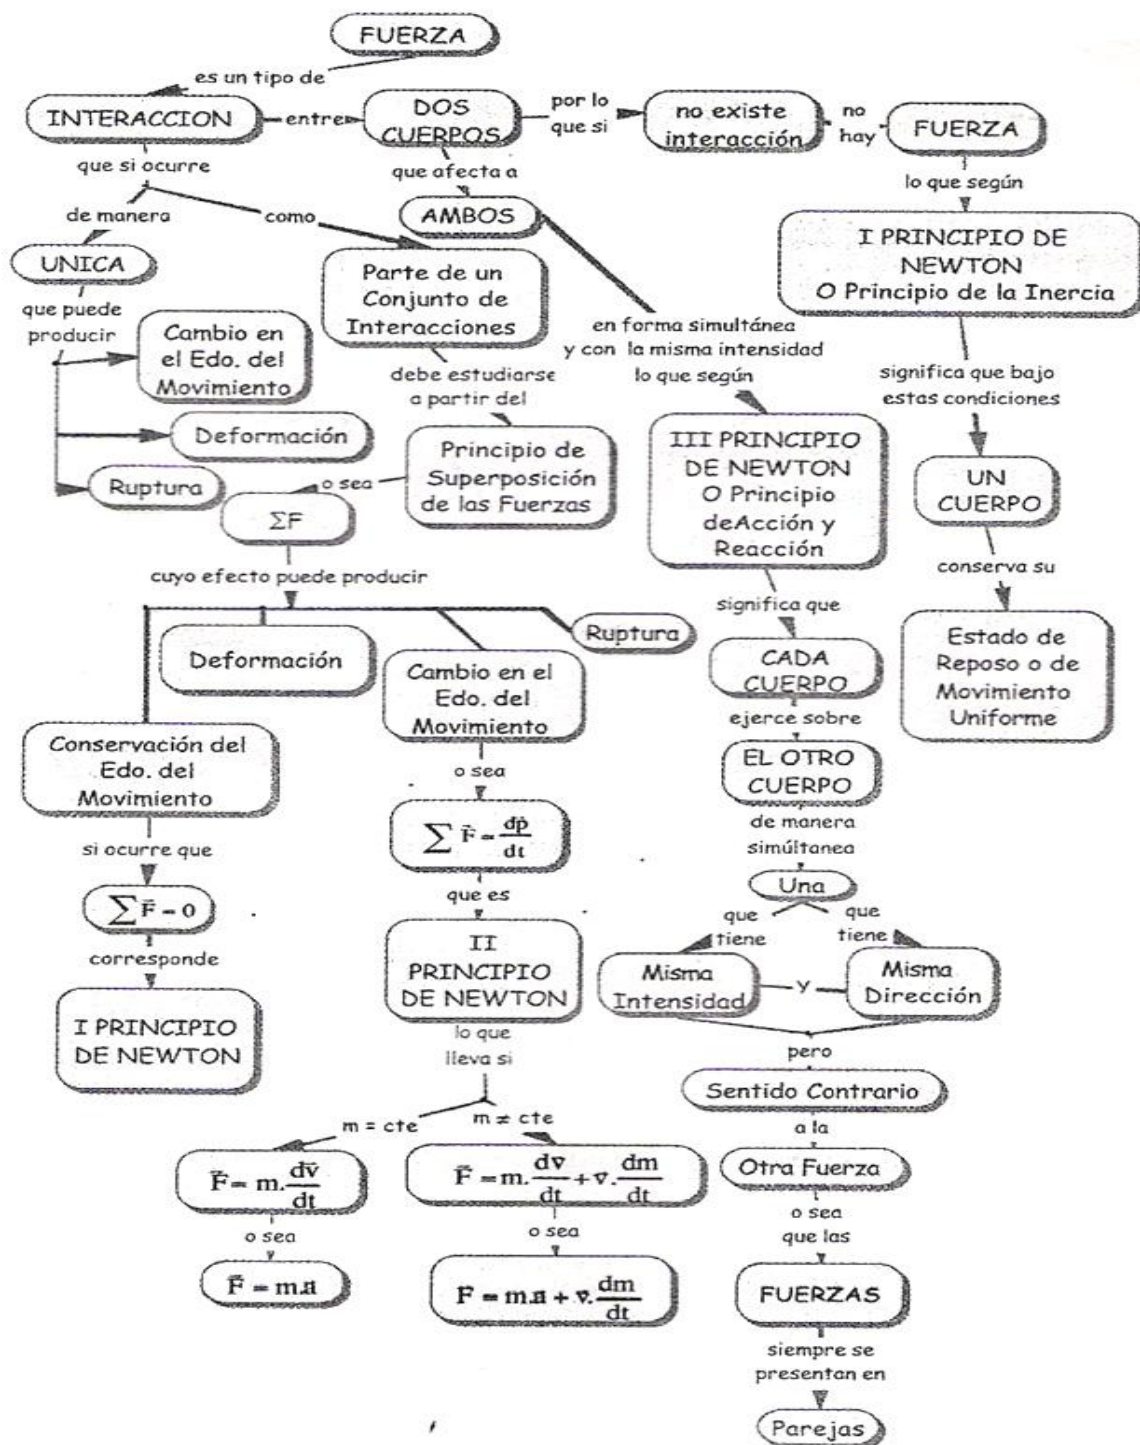 FUERZA
es un tipo de
INTERACCION
entre
DOS
CUERPOS
por lo
que si
no existe
interacción
no
hay
FUERZA
que si ocurre
que afecta a
lo que según
de manera
como
AMBOS
UNICA
Parte de un
Conjunto de
Interacciones
I PRINCIPIO DE
NEWTON
O Principio de la Inercia
que puede
producir
Cambio en
el Edo. del
Movimiento
Deformación
Ruptura
debe estudiarse
a partir del
Principio de
Superposición
de las Fuerzas
o sea
ΣF
en forma simultánea
y con la misma intensidad
lo que según
III PRINCIPIO
DE NEWTON
O Principio
deAcción y
Reacción
significa que bajo
estas condiciones
UN
CUERPO
conserva su
Estado de
Reposo o de
Movimiento
Uniforme
cuyo efecto puede producir
Deformación
Cambio en el
Edo. del
Movimiento
Ruptura
Conservación del
Edo. del
Movimiento
si ocurre que
∑ F⃗ = 0
corresponde
I PRINCIPIO
DE NEWTON
o sea
∑ F⃗ = dp⃗/dt
que es
II
PRINCIPIO
DE NEWTON
lo que
lleva si
m = cte
m ≠ cte
F⃗ = m.dv⃗/dt
F⃗ = m.dv⃗/dt + v⃗.dm/dt
o sea
o sea
F⃗ = m.a⃗
F = m.a⃗ + v⃗.dm/dt
significa que
CADA
CUERPO
ejerce sobre
EL OTRO
CUERPO
de manera
simúltanea
Una
que
tiene
que
tiene
Misma
Intensidad
y
Misma
Dirección
pero
Sentido Contrario
a la
Otra Fuerza
o sea
que las
FUERZAS
siempre se
presentan en
Parejas